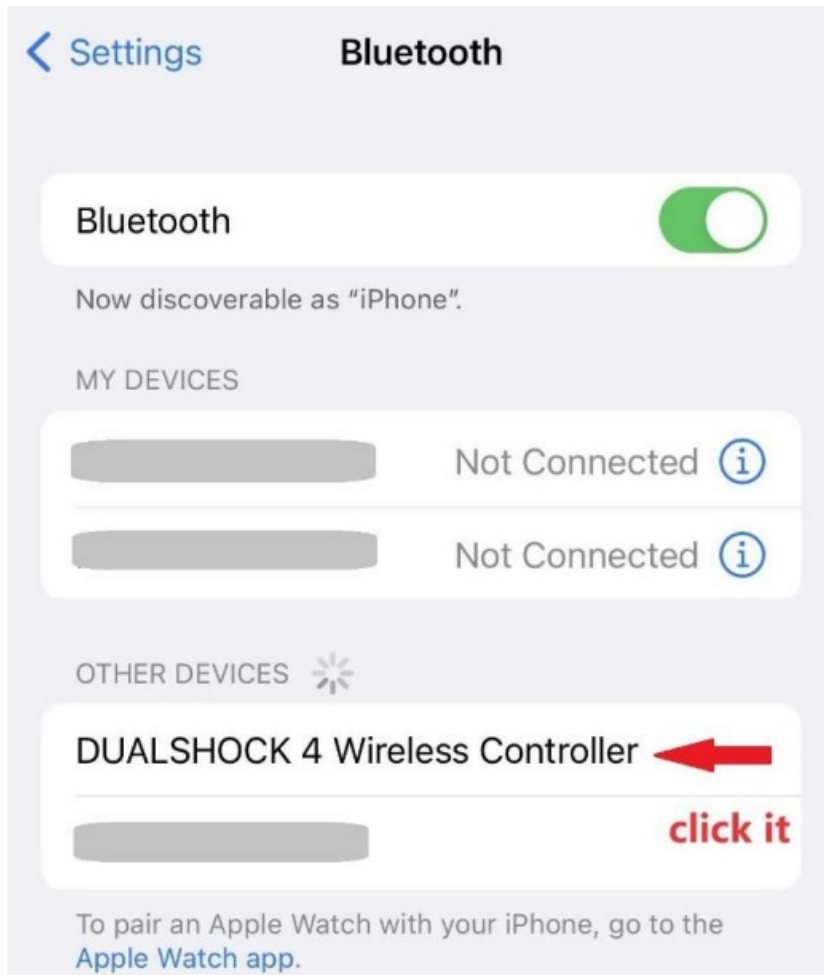 Settings
Bluetooth
Bluetooth
Now discoverable as “iPhone”.
MY DEVICES
Not Connected
Not Connected
OTHER DEVICES
DUALSHOCK 4 Wireless Controller
click it
To pair an Apple Watch with your iPhone, go to the
Apple Watch app.